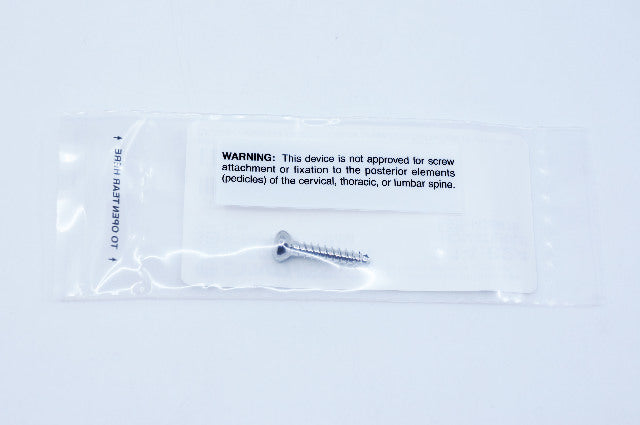 WARNING: This device is not approved for screw
attachment or fixation to the posterior elements
(pedicles) of the cervical, thoracic, or lumbar spine.
TO OPEN TEAR HERE